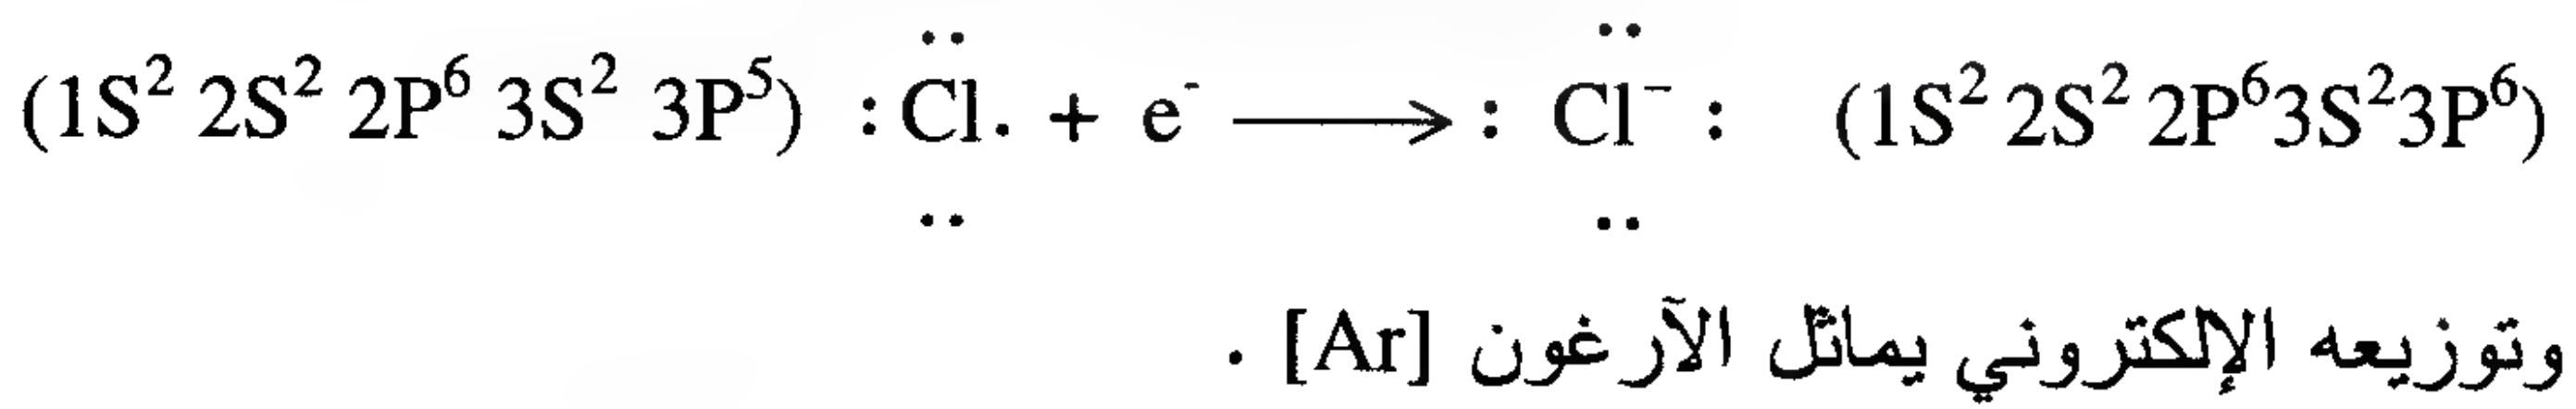 (1S² 2S² 2P⁶ 3S² 3P⁵) :Cl. + e⁻ ⟶ : Cl⁻ : (1S² 2S² 2P⁶3S²3P⁶)
وتوزيعه الإلكتروني يماثل الآرغون [Ar] .